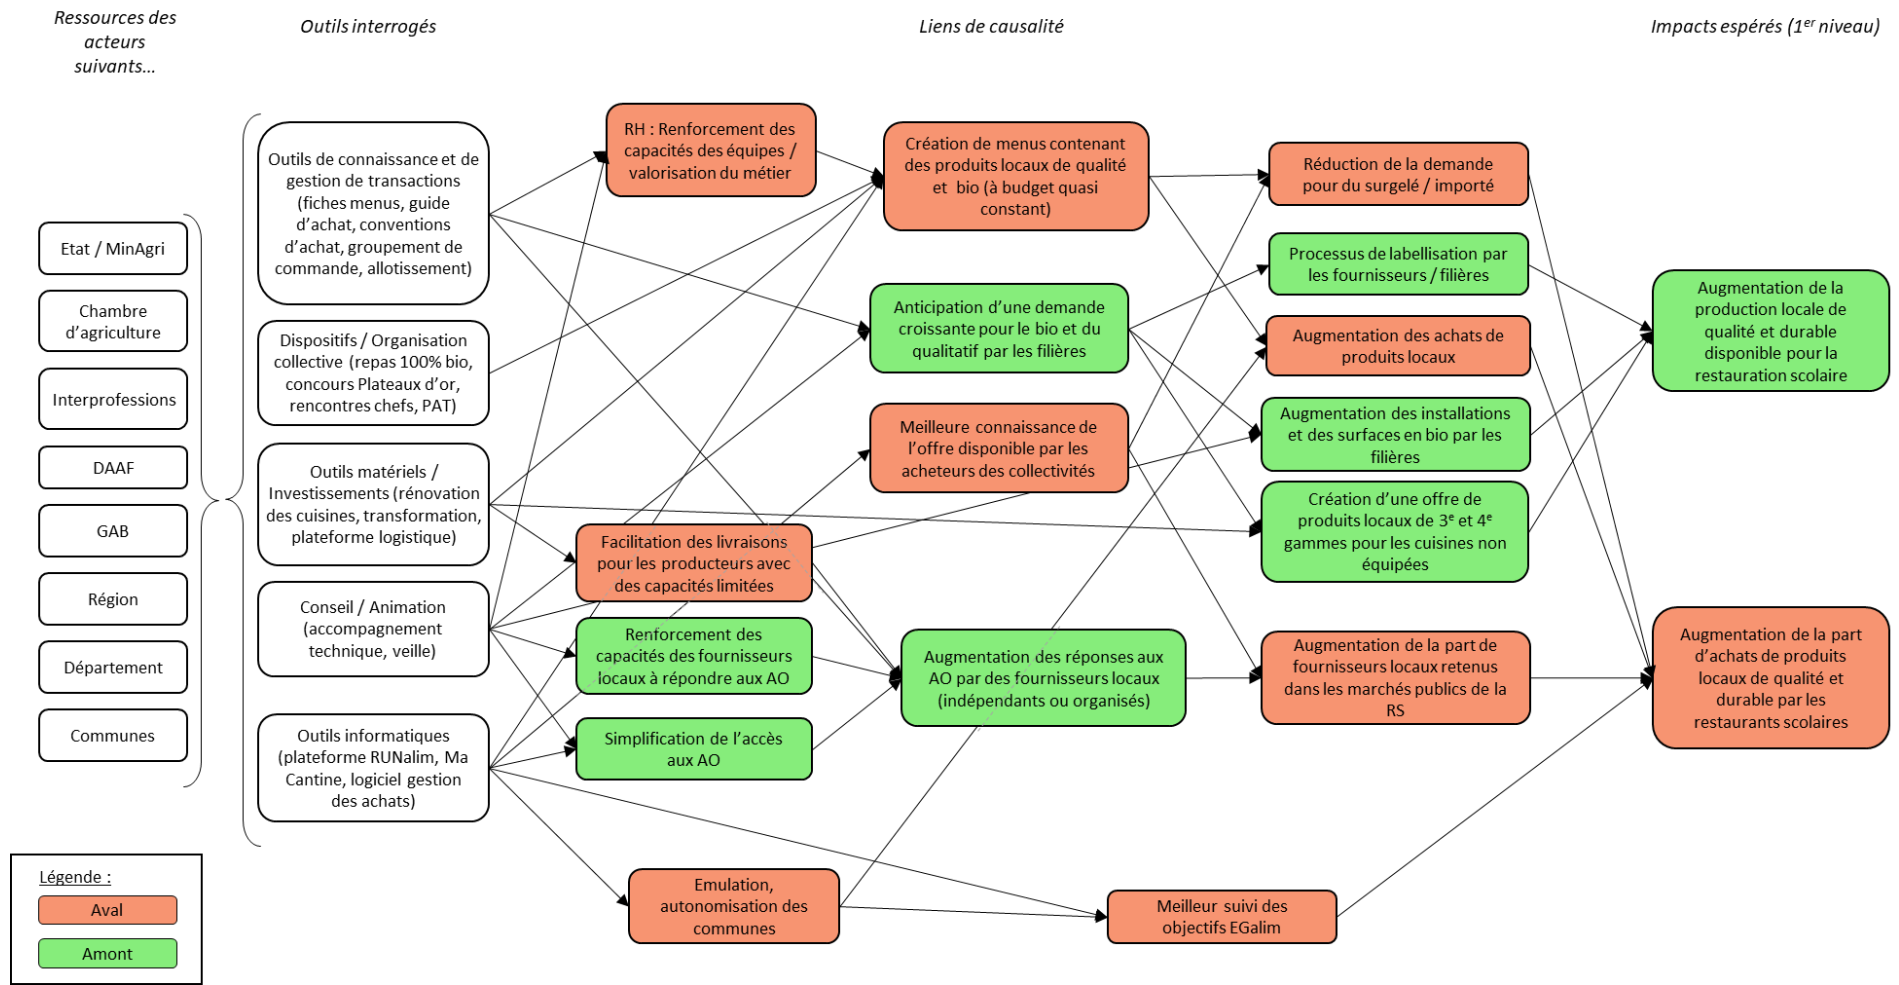 Ressources des
acteurs
suivants...
Outils interrogés
Liens de causalité
Impacts espérés (1er niveau)
Etat / MinAgri
Chambre
d'agriculture
Interprofessions
DAAF
GAB
Région
Département
Communes
Outils de connaissance et de
gestion de transactions
(fiches menus, guide
d'achat, conventions
d'achat, groupement de
commande, allotissement)
Dispositifs / Organisation
collective (repas 100% bio,
concours Plateaux d'or,
rencontres chefs, PAT)
Outils matériels /
Investissements (rénovation
des cuisines, transformation,
plateforme logistique)
Conseil / Animation
(accompagnement
technique, veille)
Outils informatiques
(plateforme RUNalim, Ma
Cantine, logiciel gestion
des achats)
RH : Renforcement des
capacités des équipes /
valorisation du métier
Facilitation des livraisons
pour les producteurs avec
des capacités limitées
Renforcement des
capacités des fournisseurs
locaux à répondre aux AO
Simplification de l'accès
aux AO
Emulation,
autonomisation des
communes
Création de menus contenant
des produits locaux de qualité
et bio (à budget quasi
constant)
Anticipation d'une demande
croissante pour le bio et du
qualitatif par les filières
Meilleure connaissance de
l'offre disponible par les
acheteurs des collectivités
Augmentation des réponses aux
AO par des fournisseurs locaux
(indépendants ou organisés)
Meilleur suivi des
objectifs EGalim
Réduction de la demande
pour du surgelé / importé
Processus de labellisation par
les fournisseurs / filières
Augmentation des achats de
produits locaux
Augmentation des installations
et des surfaces en bio par les
filières
Création d'une offre de
produits locaux de 3e et 4e
gammes pour les cuisines non
équipées
Augmentation de la part de
fournisseurs locaux retenus
dans les marchés publics de la
RS
Augmentation de la
production locale de
qualité et durable
disponible pour la
restauration scolaire
Augmentation de la part
d'achats de produits
locaux de qualité et
durable par les
restaurants scolaires
Légende :
Aval
Amont